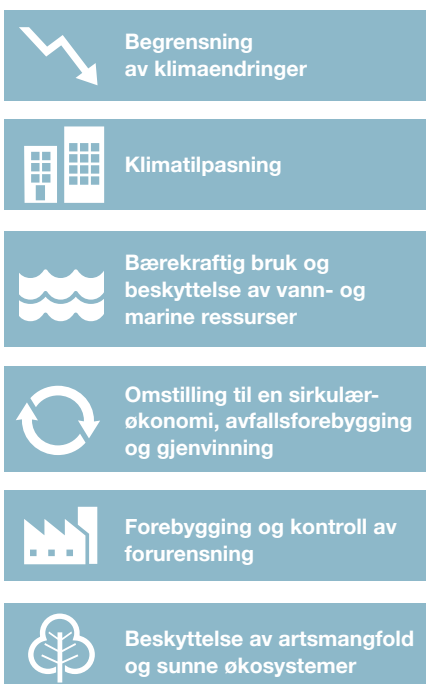 Begrensning
av klimaendringer
Klimatilpasning
Bærekraftig bruk og
beskyttelse av vann- og
marine ressurser
Omstilling til en sirkulær-
økonomi, avfallsforebygging
og gjenvinning
Forebygging og kontroll av
forurensning
Beskyttelse av artsmangfold
og sunne økosystemer